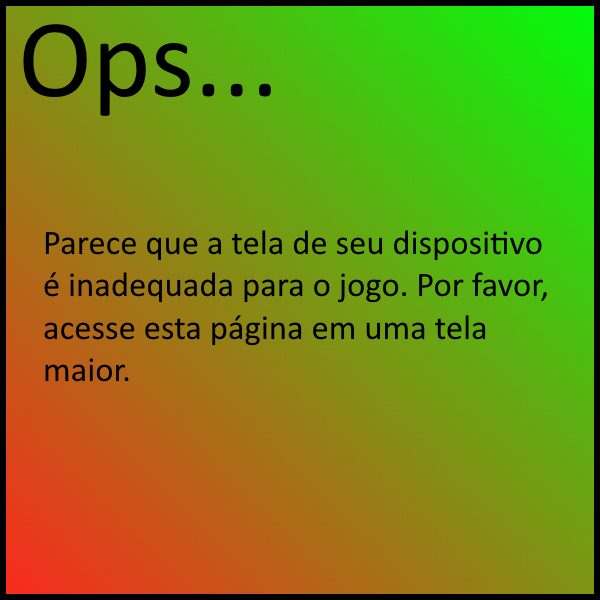 Ops...
Parece que a tela de seu dispositivo
é inadequada para o jogo. Por favor,
acesse esta página em uma tela
maior.